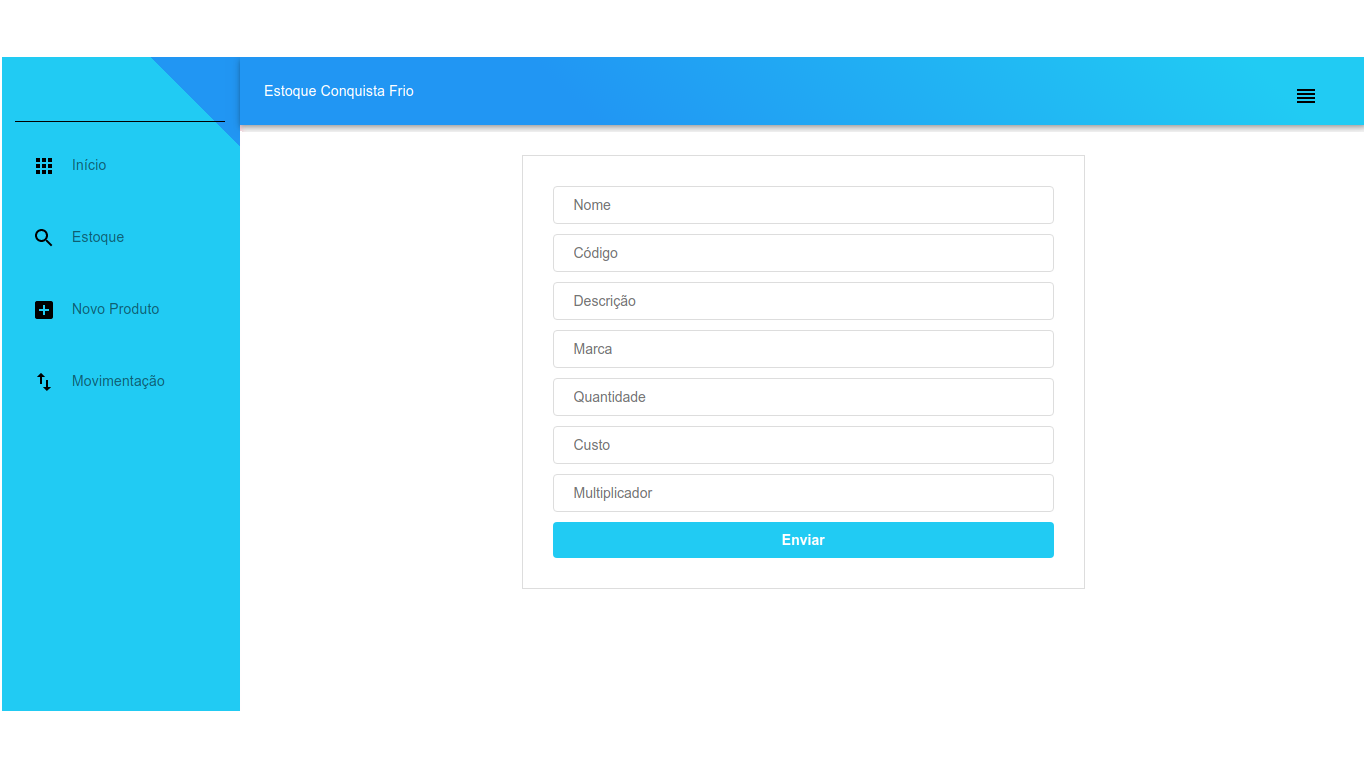 Estoque Conquista Frio
Início
Estoque
Novo Produto
Movimentação
Nome
Código
Descrição
Marca
Quantidade
Custo
Multiplicador
Enviar